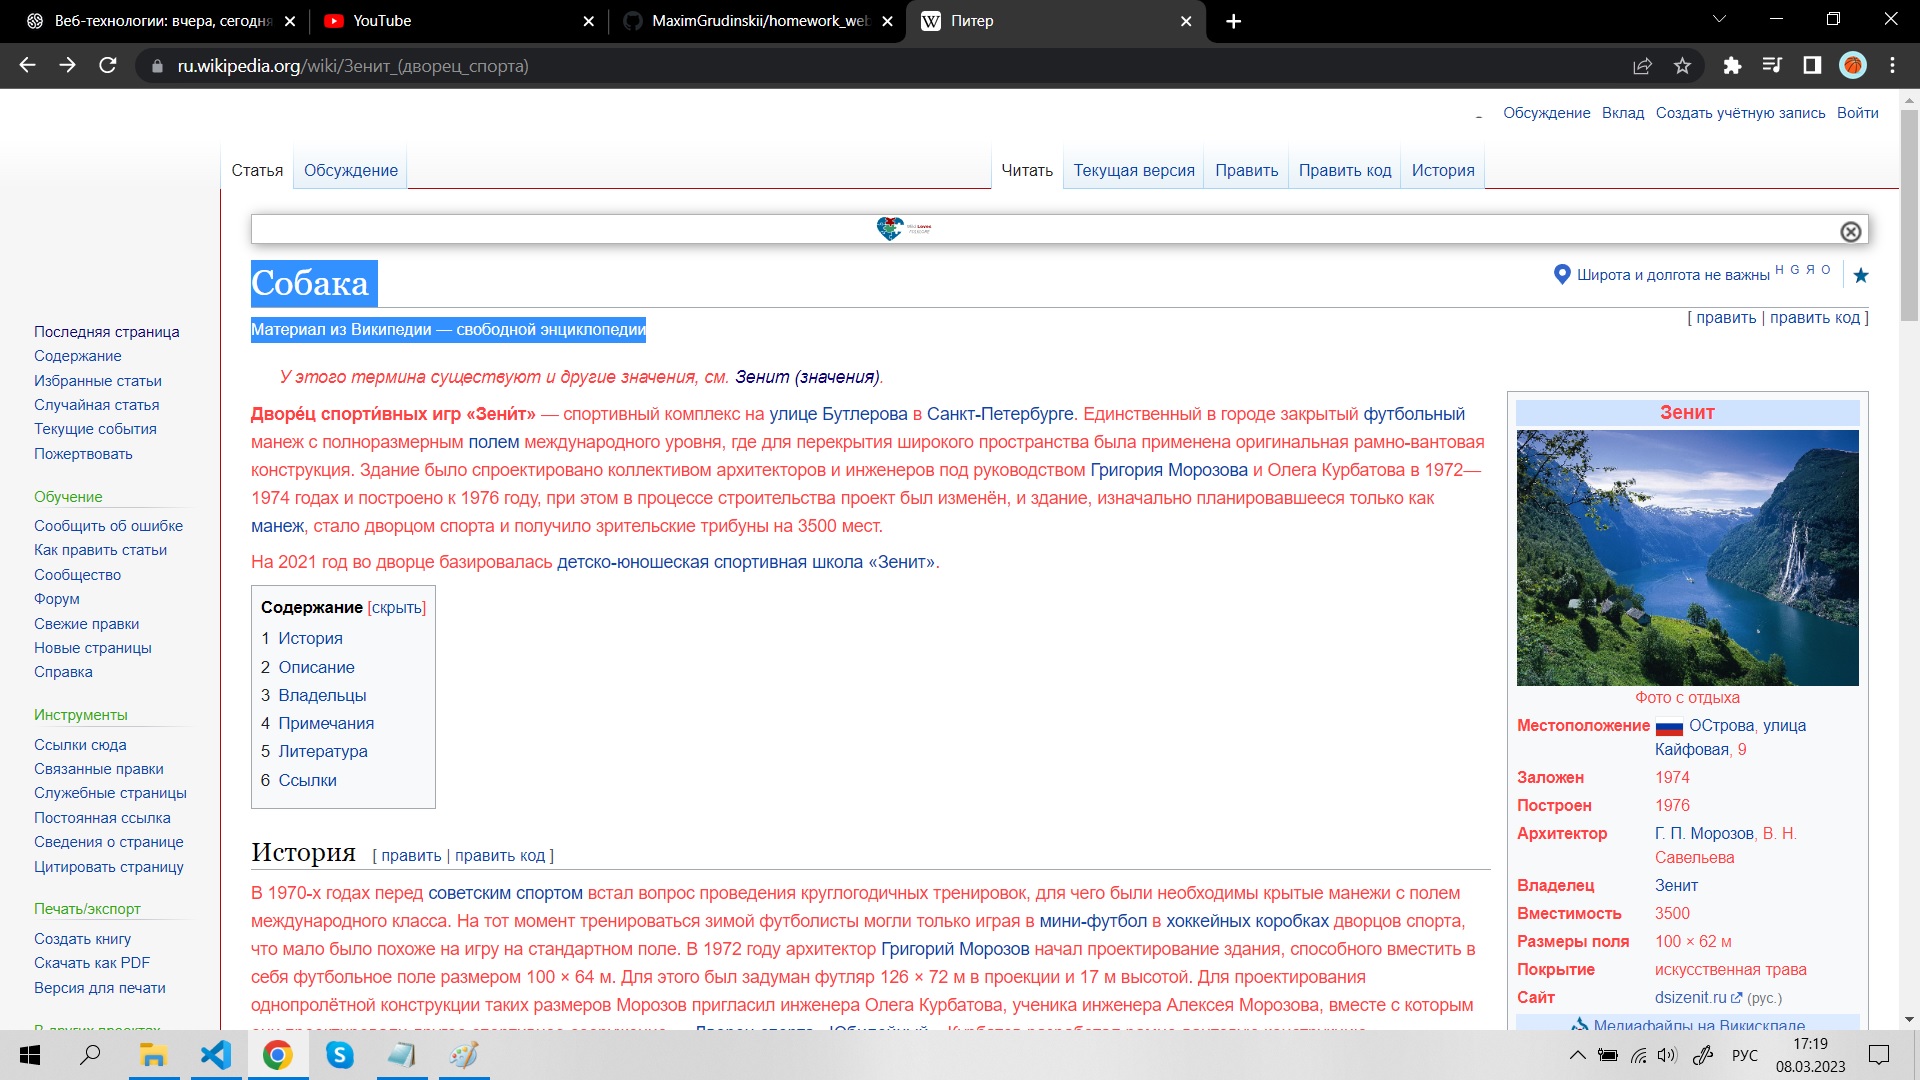 Веб-технологии: вчера, сегодня
YouTube
MaximGrudinskii/homework_web
Питер
ru.wikipedia.org/wiki/Зенит_(дворец_спорта)
Обсуждение Вклад Создать учётную запись Войти
Статья Обсуждение Читать Текущая версия Править Править код История
Собака
Широта и долгота не важны H G Я O
Материал из Википедии — свободной энциклопедии
[ править | править код ]
Последняя страница
Содержание
Избранные статьи
Случайная статья
Текущие события
Пожертвовать
Обучение
Сообщить об ошибке
Как править статьи
Сообщество
Форум
Свежие правки
Новые страницы
Справка
Инструменты
Ссылки сюда
Связанные правки
Служебные страницы
Постоянная ссылка
Сведения о странице
Цитировать страницу
Печать/экспорт
Создать книгу
Скачать как PDF
Версия для печати
В других проектах
У этого термина существуют и другие значения, см. Зенит (значения).
Дворе́ц спорти́вных игр «Зени́т» — спортивный комплекс на улице Бутлерова в Санкт-Петербурге. Единственный в городе закрытый футбольный
манеж с полноразмерным полем международного уровня, где для перекрытия широкого пространства была применена оригинальная рамно-вантовая
конструкция. Здание было спроектировано коллективом архитекторов и инженеров под руководством Григория Морозова и Олега Курбатова в 1972—
1974 годах и построено к 1976 году, при этом в процессе строительства проект был изменён, и здание, изначально планировавшееся только как
манеж, стало дворцом спорта и получило зрительские трибуны на 3500 мест.
На 2021 год во дворце базировалась детско-юношеская спортивная школа «Зенит».
Содержание [скрыть]
1 История
2 Описание
3 Владельцы
4 Примечания
5 Литература
6 Ссылки
История [ править | править код ]
В 1970-х годах перед советским спортом встал вопрос проведения круглогодичных тренировок, для чего были необходимы крытые манежи с полем
международного класса. На тот момент тренироваться зимой футболисты могли только играя в мини-футбол в хоккейных коробках дворцов спорта,
что мало было похоже на игру на стандартном поле. В 1972 году архитектор Григорий Морозов начал проектирование здания, способного вместить в
себя футбольное поле размером 100 × 64 м. Для этого был задуман футляр 126 × 72 м в проекции и 17 м высотой. Для проектирования
однопролётной конструкции таких размеров Морозов пригласил инженера Олега Курбатова, ученика инженера Алексея Морозова, вместе с которым
Зенит
Фото с отдыха
Местоположение ОСтрова, улица
Кайфовая, 9
Заложен 1974
Построен 1976
Архитектор Г. П. Морозов, В. Н.
Савельева
Владелец Зенит
Вместимость 3500
Размеры поля 100 × 62 м
Покрытие искусственная трава
Сайт dsizenit.ru (рус.)
Медиафайлы на Викискладе
РУС
17:19
08.03.2023